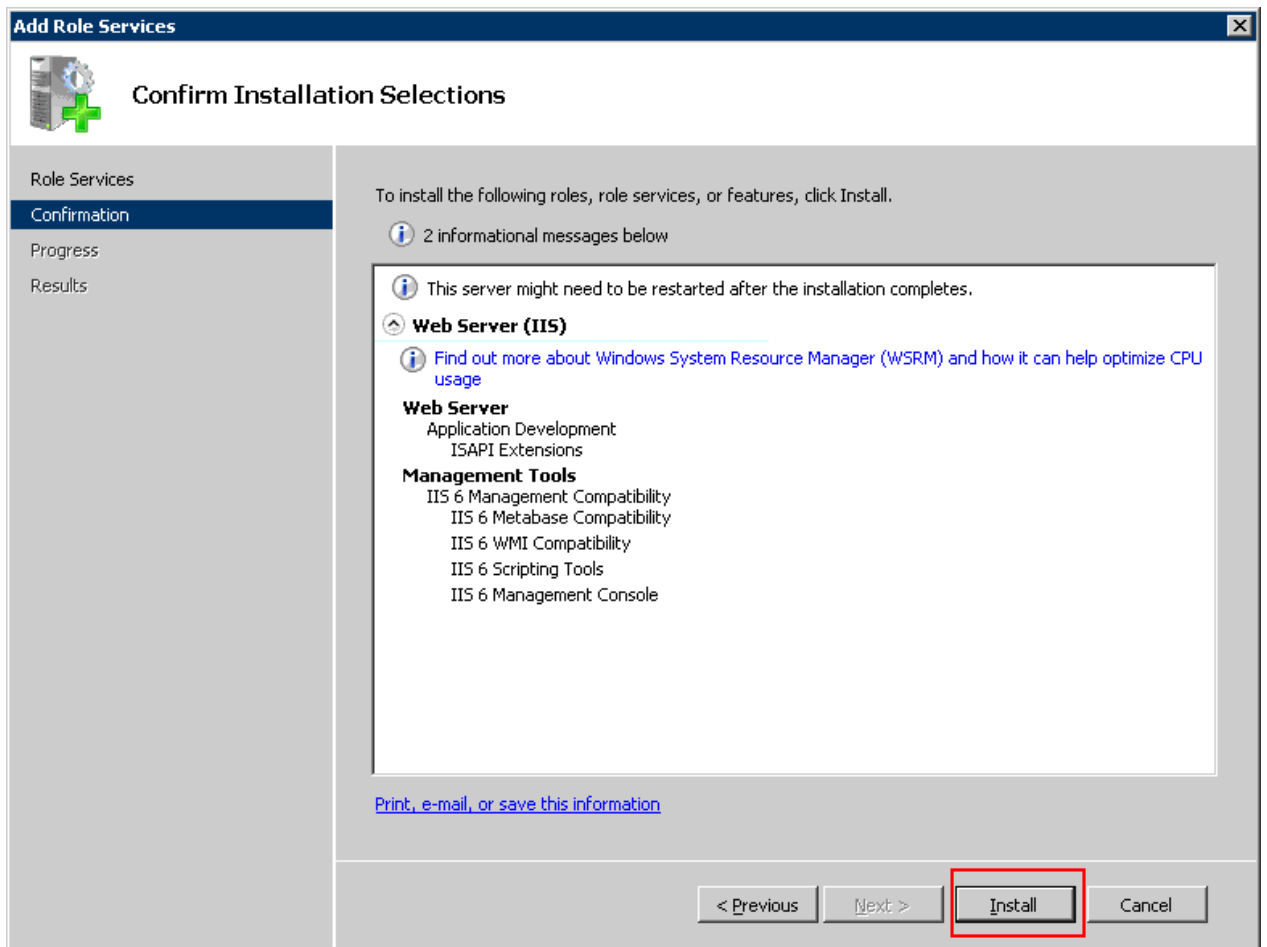 Add Role Services
Confirm Installation Selections
Role Services
Confirmation
Progress
Results
To install the following roles, role services, or features, click Install.
2 informational messages below
This server might need to be restarted after the installation completes.
Web Server (IIS)
Find out more about Windows System Resource Manager (WSRM) and how it can help optimize CPU
usage
Web Server
Application Development
ISAPI Extensions
Management Tools
IIS 6 Management Compatibility
IIS 6 Metabase Compatibility
IIS 6 WMI Compatibility
IIS 6 Scripting Tools
IIS 6 Management Console
Print, e-mail, or save this information
< Previous
Next >
Install
Cancel